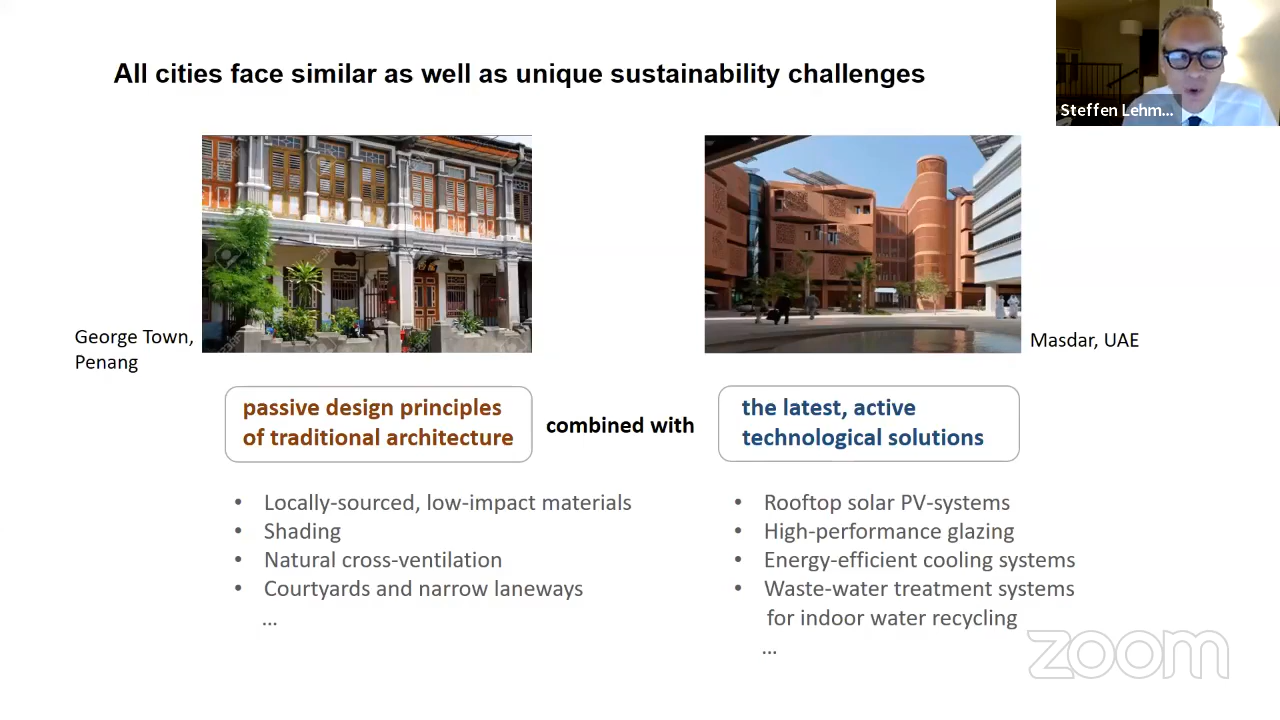 All cities face similar as well as unique sustainability challenges
Steffen Lehm...
George Town,
Penang
Masdar, UAE
passive design principles
of traditional architecture
combined with
the latest, active
technological solutions
• Locally-sourced, low-impact materials
• Shading
• Natural cross-ventilation
• Courtyards and narrow laneways
...
• Rooftop solar PV-systems
• High-performance glazing
• Energy-efficient cooling systems
• Waste-water treatment systems
for indoor water recycling
...
zoom